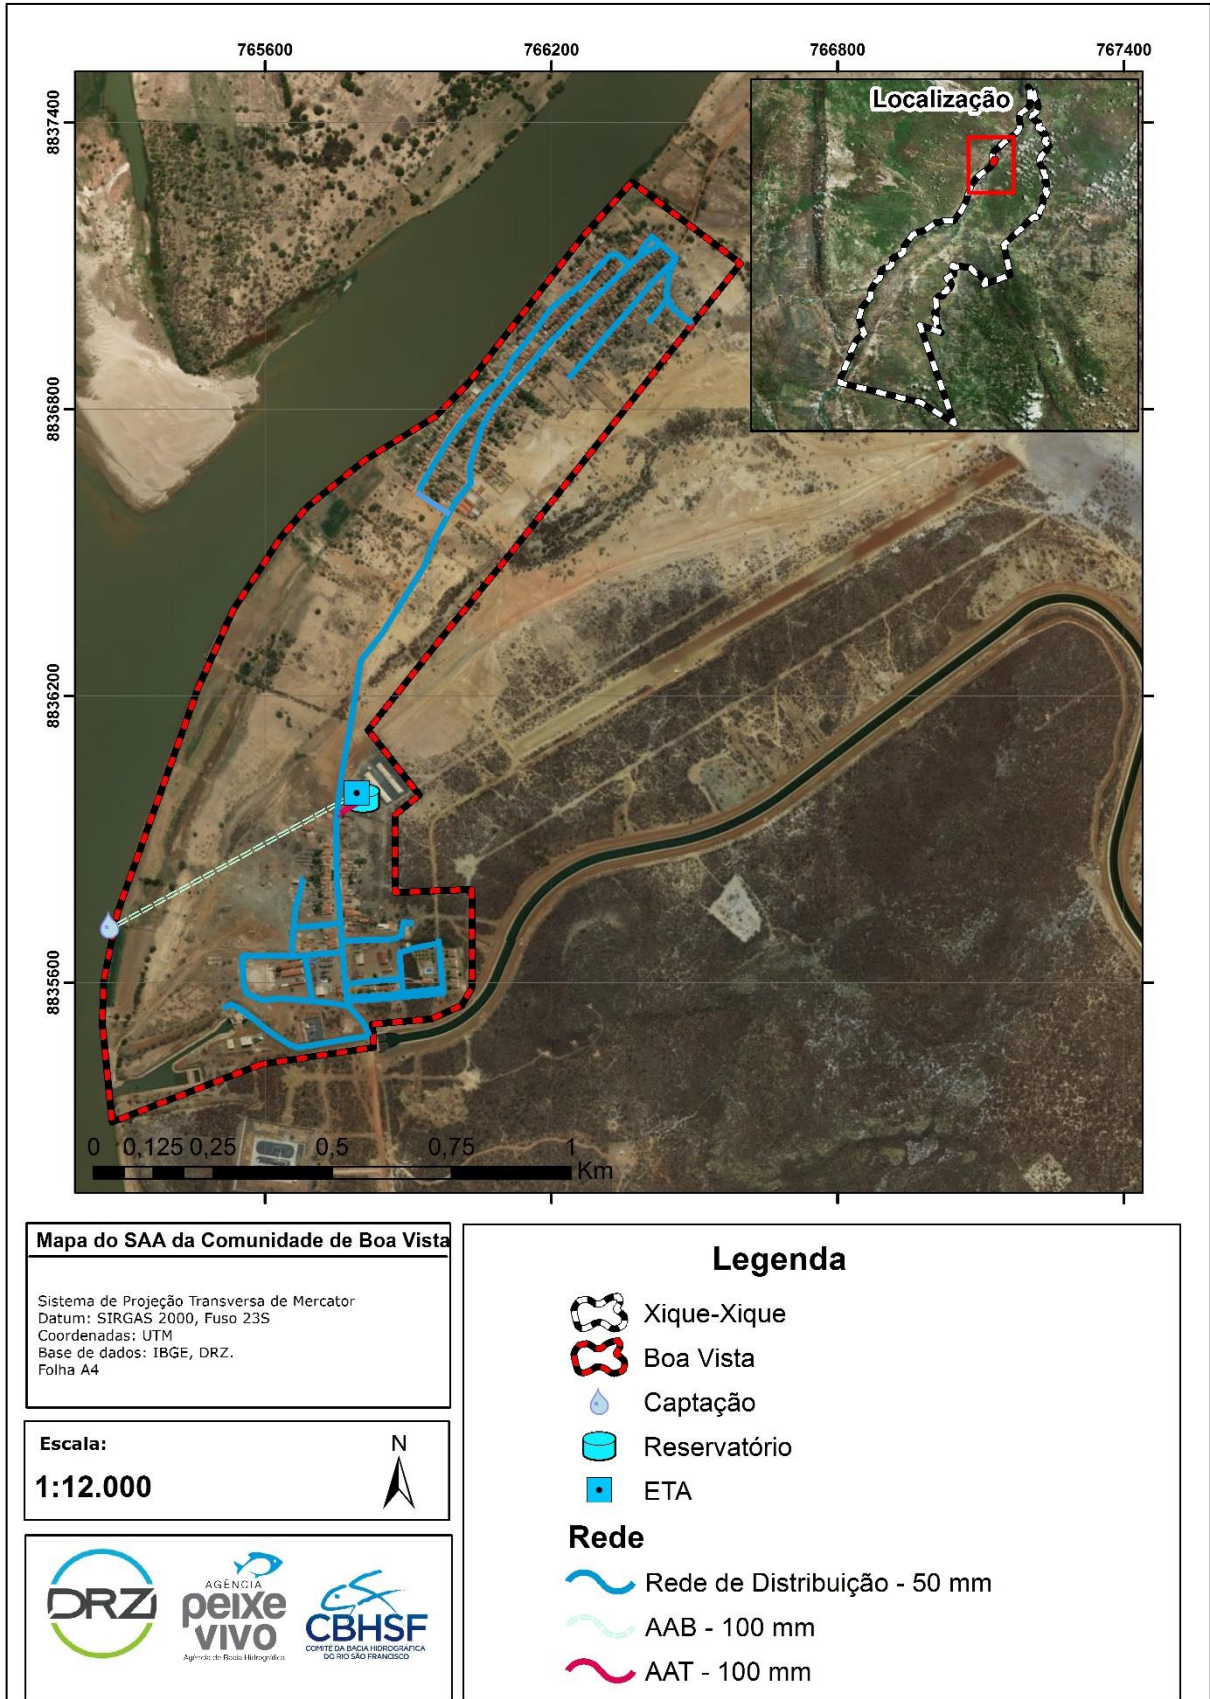 765600 766200 766800 767400
8837400
8836800
8836200
8835600
Localização
0 0,125 0,25 0,5 0,75 1
Km
Mapa do SAA da Comunidade de Boa Vista
Sistema de Projeção Transversa de Mercator
Datum: SIRGAS 2000, Fuso 23S
Coordenadas: UTM
Base de dados: IBGE, DRZ.
Folha A4
Escala:
1:12.000
N
DRZ
AGÊNCIA
peixe
vivo
Agência de Bacia Hidrográfica
CBHSF
COMITÊ DA BACIA HIDROGRÁFICA
DO RIO SÃO FRANCISCO
Legenda
Xique-Xique
Boa Vista
Captação
Reservatório
ETA
Rede
Rede de Distribuição - 50 mm
AAB - 100 mm
AAT - 100 mm